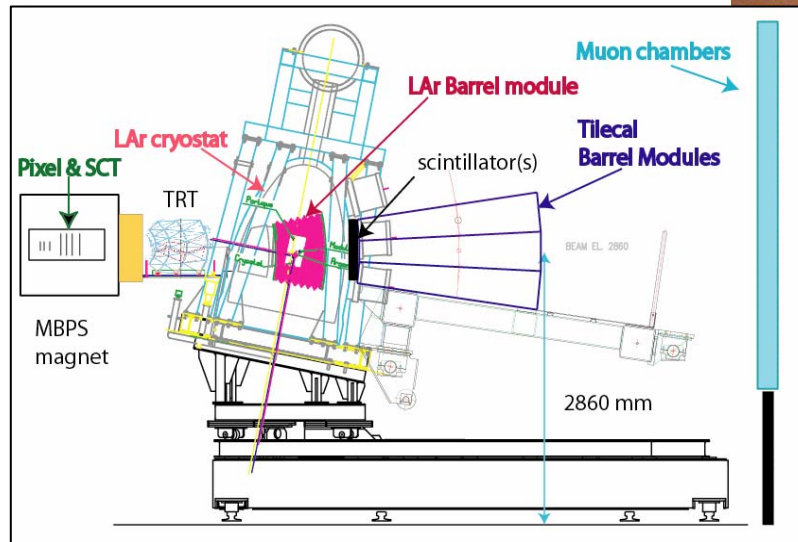 Muon chambers
LAr Barrel module
LAr cryostat
Tilecal
Barrel Modules
scintillator(s)
Pixel & SCT
TRT
BEAM EL. 2860
Cryostat
MBPS
magnet
2860 mm